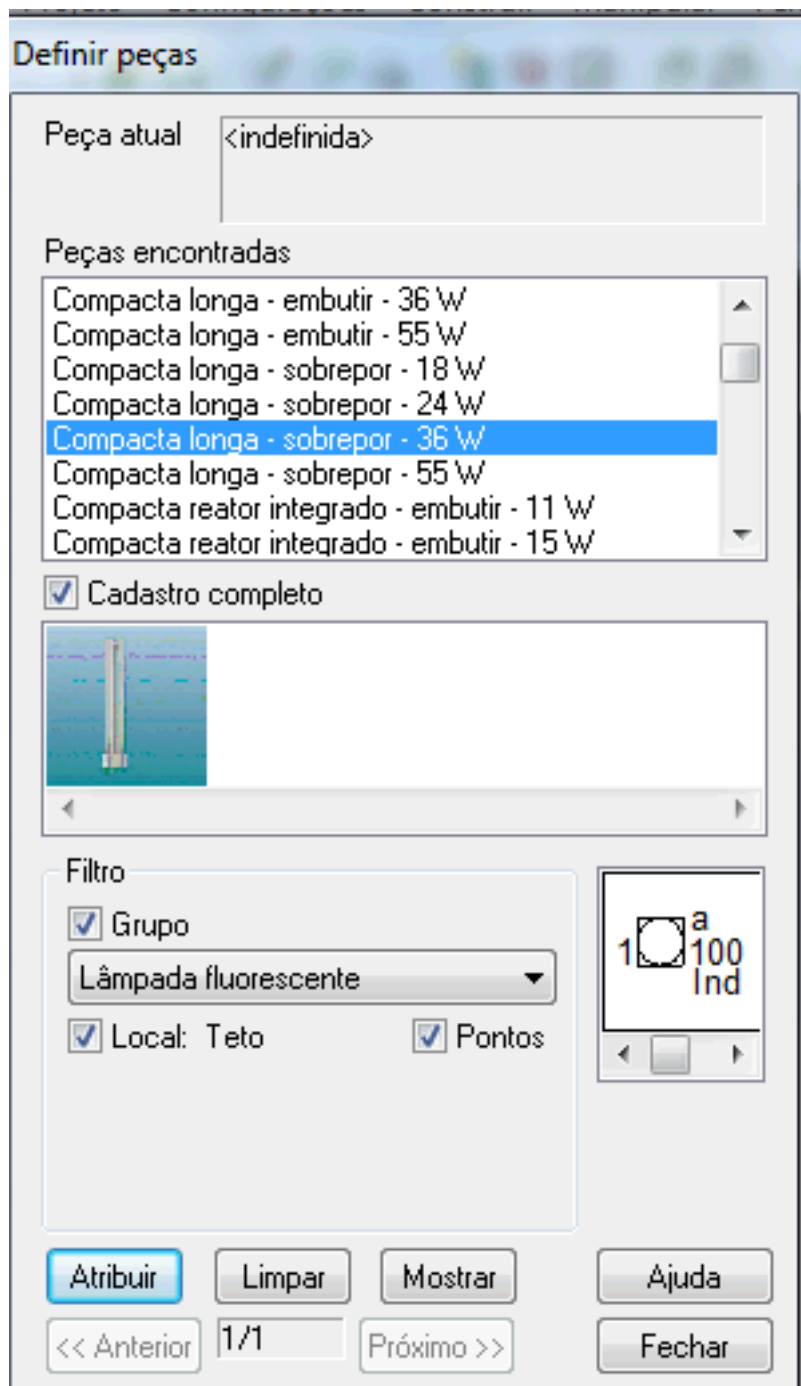 Definir peças
Peça atual
<indefinida>
Peças encontradas
Compacta longa - embutir - 36 W
Compacta longa - embutir - 55 W
Compacta longa - sobrepor - 18 W
Compacta longa - sobrepor - 24 W
Compacta longa - sobrepor - 36 W
Compacta longa - sobrepor - 55 W
Compacta reator integrado - embutir - 11 W
Compacta reator integrado - embutir - 15 W
Cadastro completo
Filtro
Grupo
Lâmpada fluorescente
Local: Teto
Pontos
a
1 100
Ind
Atribuir Limpar Mostrar Ajuda
<< Anterior 1/1 Próximo >> Fechar